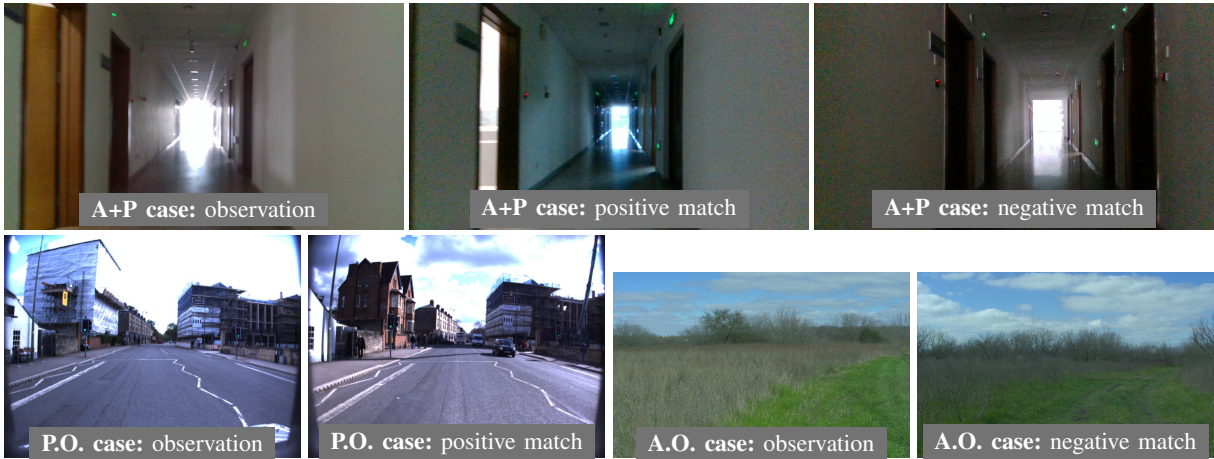 A+P case: observation
A+P case: positive match
A+P case: negative match
P.O. case: observation
P.O. case: positive match
A.O. case: observation
A.O. case: negative match